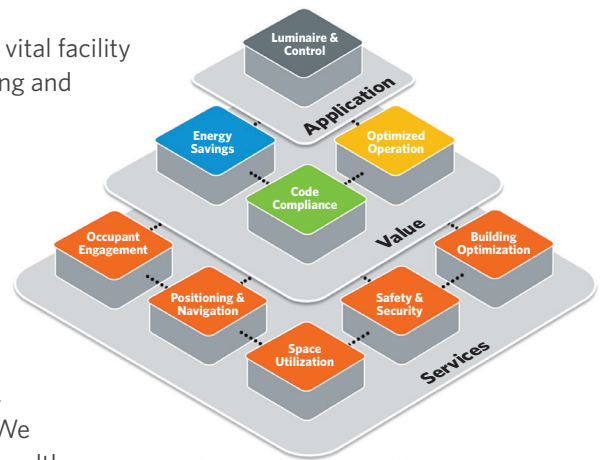 vital facility
ing and
Luminaire &
Control
Application
Energy
Savings
Optimized
Operation
Code
Compliance
Value
Occupant
Engagement
Building
Optimization
Positioning &
Navigation
Safety &
Security
Space
Utilization
Services
We